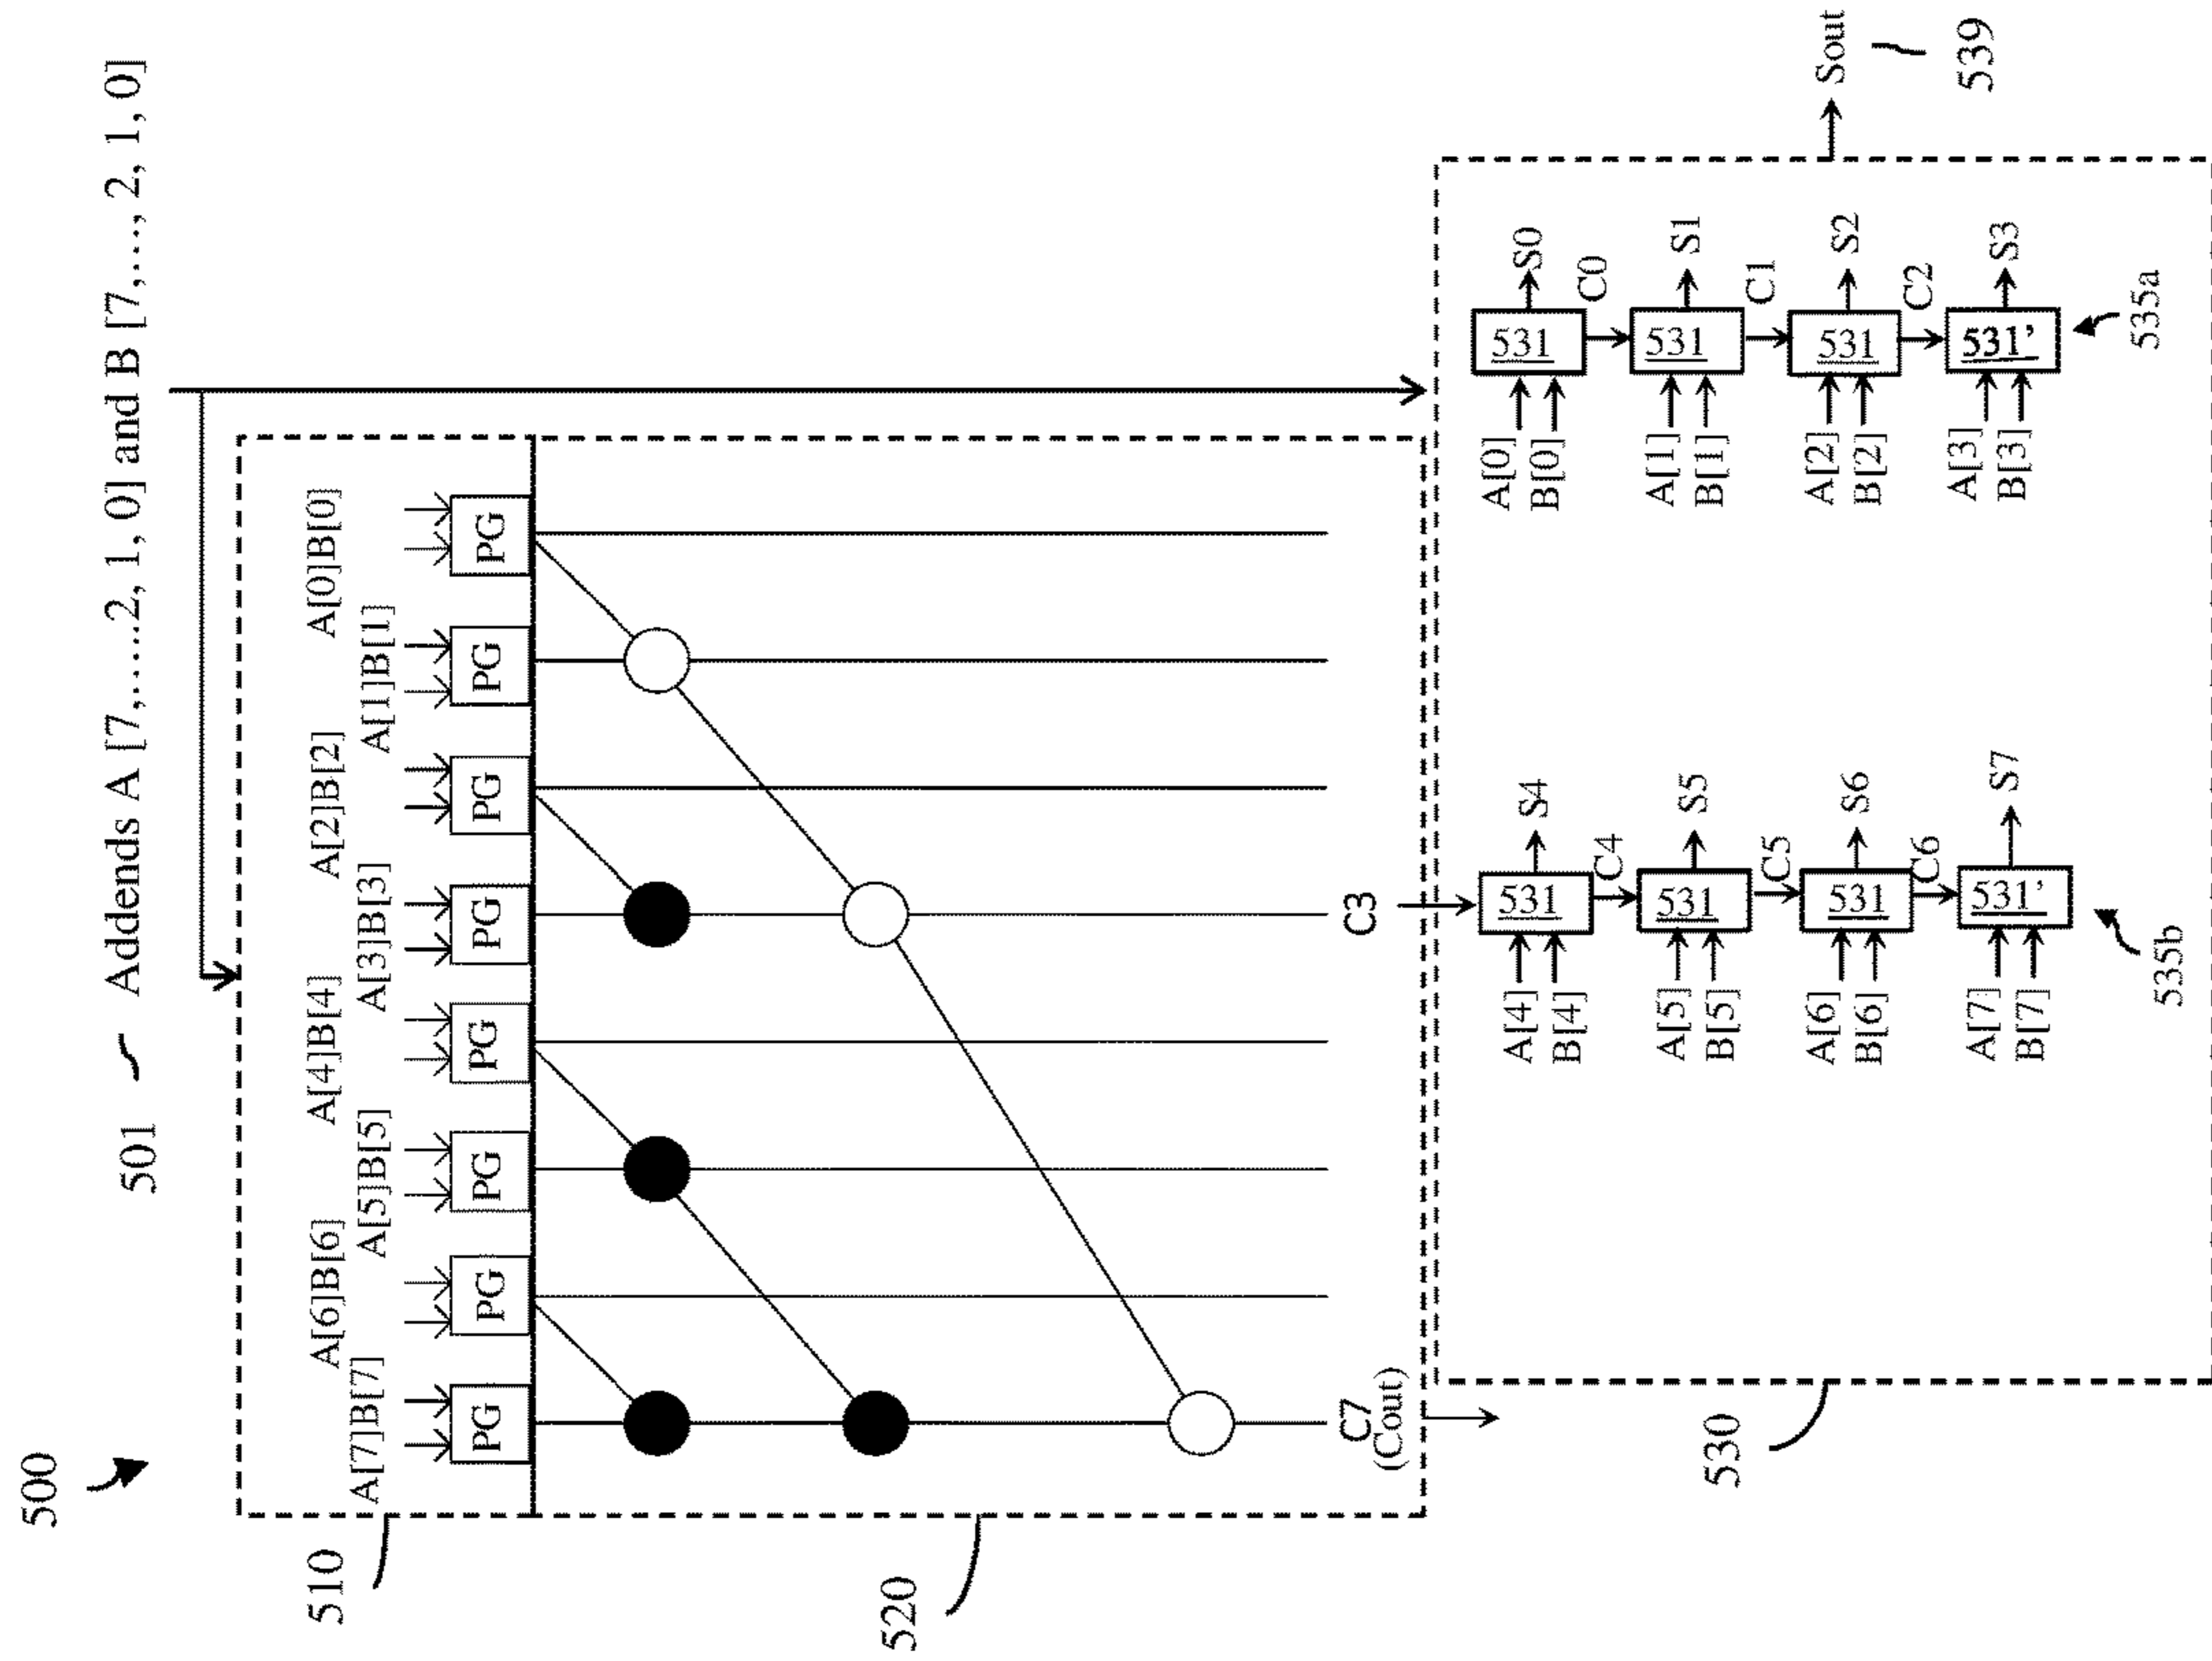 500
501 Addends A [7,.....2, 1, 0] and B [7,..., 2, 1, 0]
510
A[7]B[7]
A[6]B[6]
A[5]B[5]
A[4]B[4]
A[3]B[3]
A[2]B[2]
A[1]B[1]
A[0]B[0]
PG PG PG PG PG PG PG PG
520
C7
(Cout)
C3
530
A[4]
B[4]
531
S4
C4
A[5]
B[5]
531
S5
C5
A[6]
B[6]
531
S6
C6
A[7]
B[7]
531’
S7
535b
A[0]
B[0]
531
S0
C0
A[1]
B[1]
531
S1
C1
A[2]
B[2]
531
S2
C2
A[3]
B[3]
531’
S3
535a
Sout
539